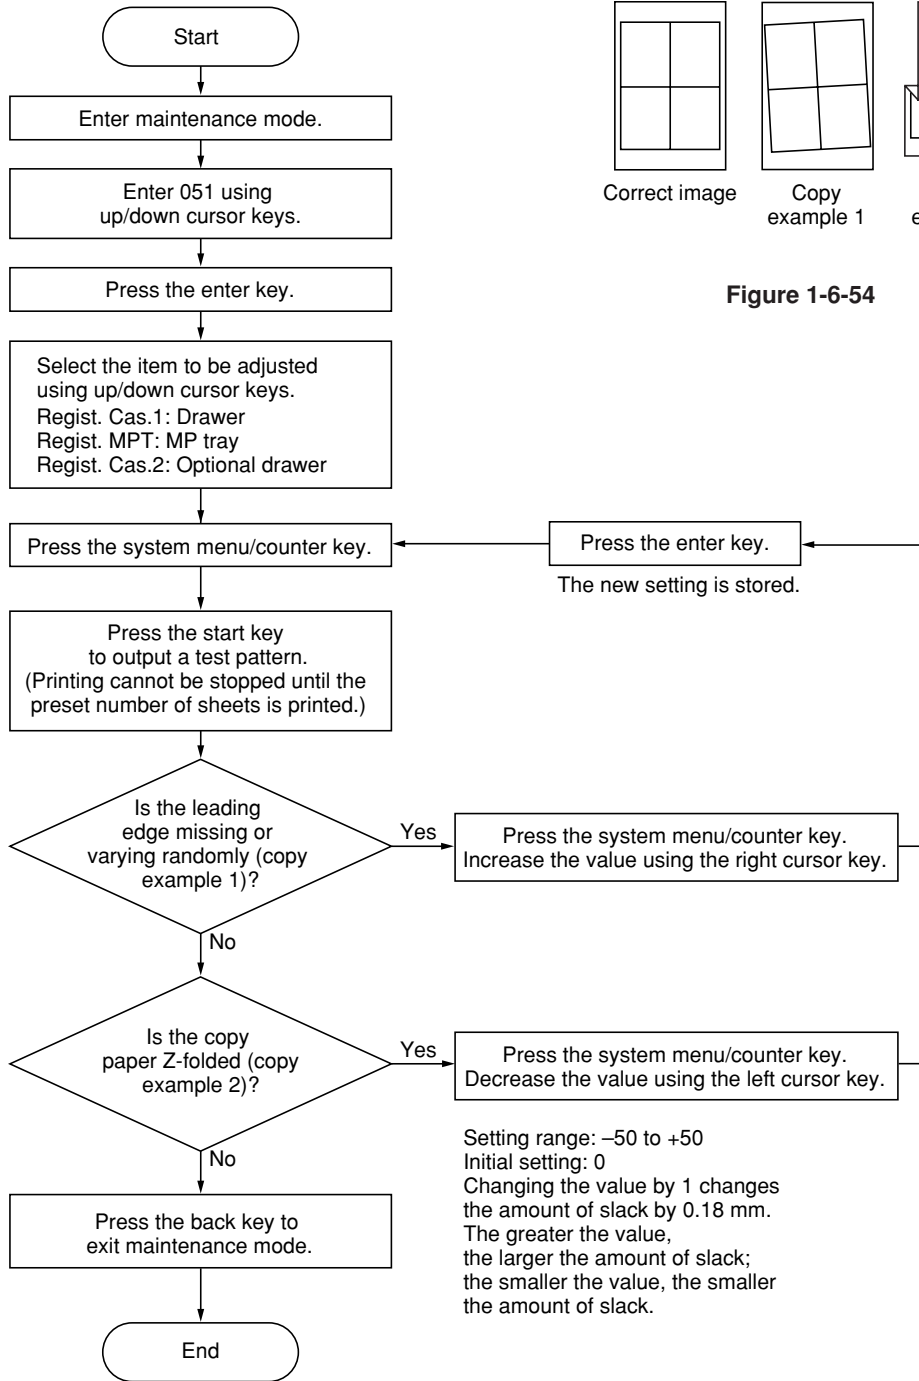 Start
Enter maintenance mode.
Enter 051 using
up/down cursor keys.
Press the enter key.
Select the item to be adjusted
using up/down cursor keys.
Regist. Cas.1: Drawer
Regist. MPT: MP tray
Regist. Cas.2: Optional drawer
Press the system menu/counter key.
Press the start key
to output a test pattern.
(Printing cannot be stopped until the
preset number of sheets is printed.)
Is the leading
edge missing or
varying randomly (copy
example 1)?
Yes
Press the system menu/counter key.
Increase the value using the right cursor key.
No
Is the copy
paper Z-folded (copy
example 2)?
Yes
Press the system menu/counter key.
Decrease the value using the left cursor key.
No
Press the back key to
exit maintenance mode.
End
Correct image
Copy
example 1
Figure 1-6-54
Press the enter key.
The new setting is stored.
Setting range: –50 to +50
Initial setting: 0
Changing the value by 1 changes
the amount of slack by 0.18 mm.
The greater the value,
the larger the amount of slack;
the smaller the value, the smaller
the amount of slack.